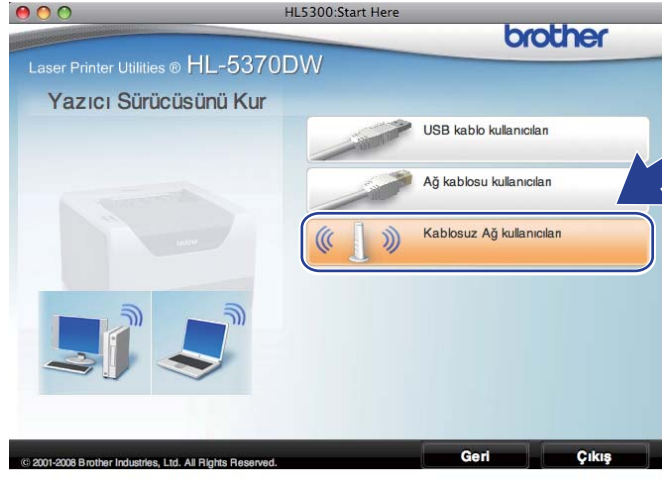 HL5300:Start Here
brother
Laser Printer Utilities ® HL-5370DW
Yazıcı Sürücüsünü Kur
USB kablo kullanıcıları
Ağ kablosu kullanıcıları
Kablosuz Ağ kullanıcıları
© 2001-2008 Brother Industries, Ltd. All Rights Reserved.
Geri
Çıkış